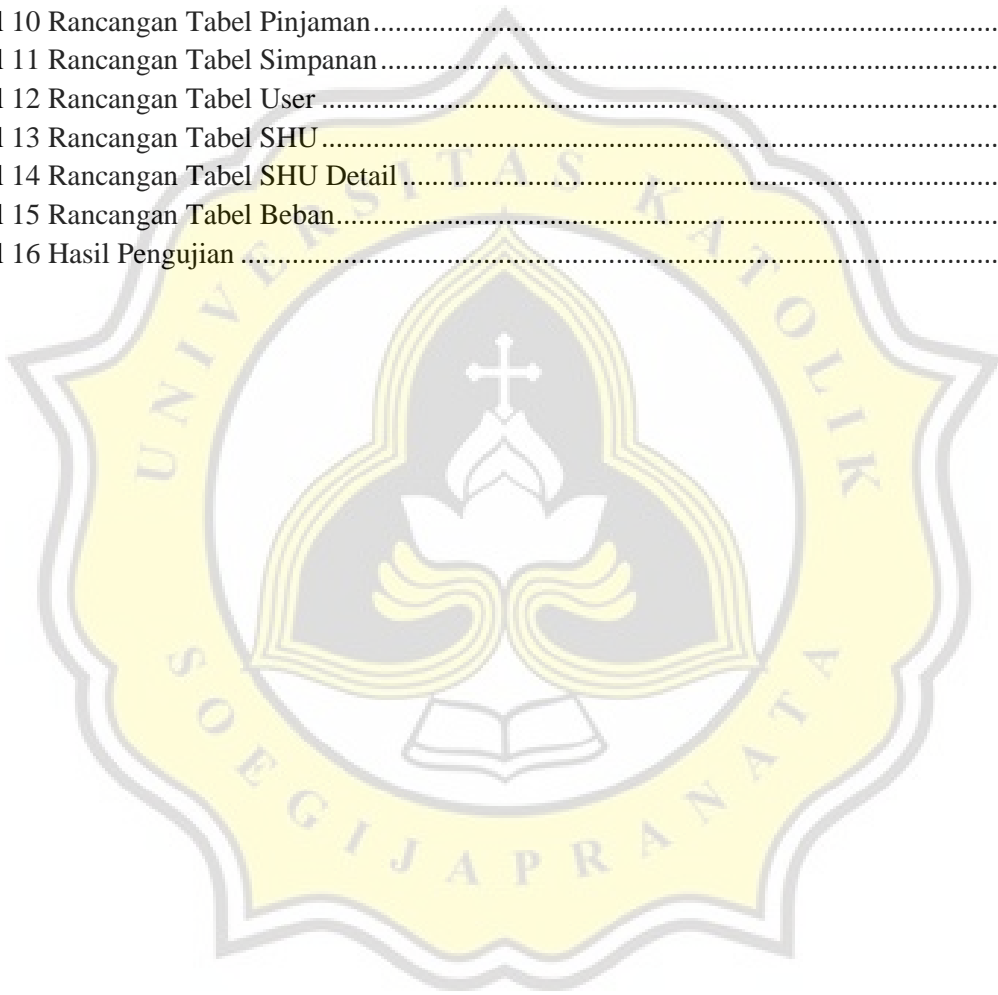 l 10 Rancangan Tabel Pinjaman
l 11 Rancangan Tabel Simpanan
l 12 Rancangan Tabel User
l 13 Rancangan Tabel SHU
l 14 Rancangan Tabel SHU Detail
l 15 Rancangan Tabel Beban
l 16 Hasil Pengujian
UNIVERSITAS KATOLIK
SOEGIJAPRANATA